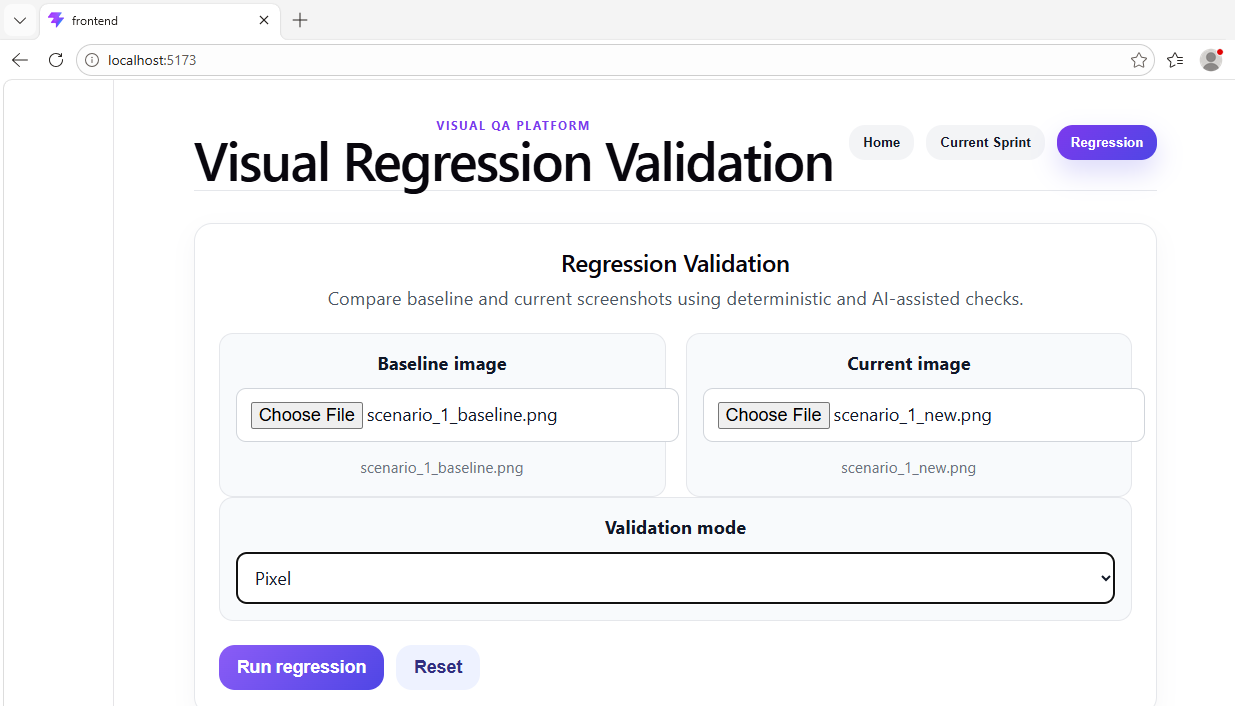 frontend
localhost:5173
VISUAL QA PLATFORM
Visual Regression Validation
Home
Current Sprint
Regression
Regression Validation
Compare baseline and current screenshots using deterministic and AI-assisted checks.
Baseline image
Choose File scenario_1_baseline.png
scenario_1_baseline.png
Current image
Choose File scenario_1_new.png
scenario_1_new.png
Validation mode
Pixel
Run regression
Reset